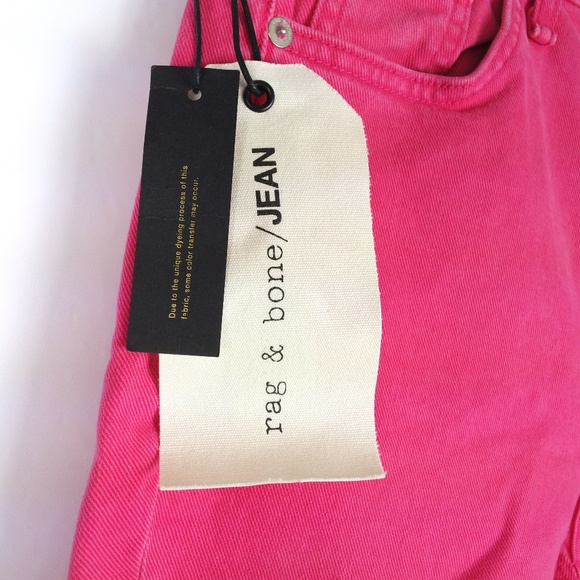 Due to the unique dyeing process of this
fabric, some color transfer may occur.
rag & bone/JEAN